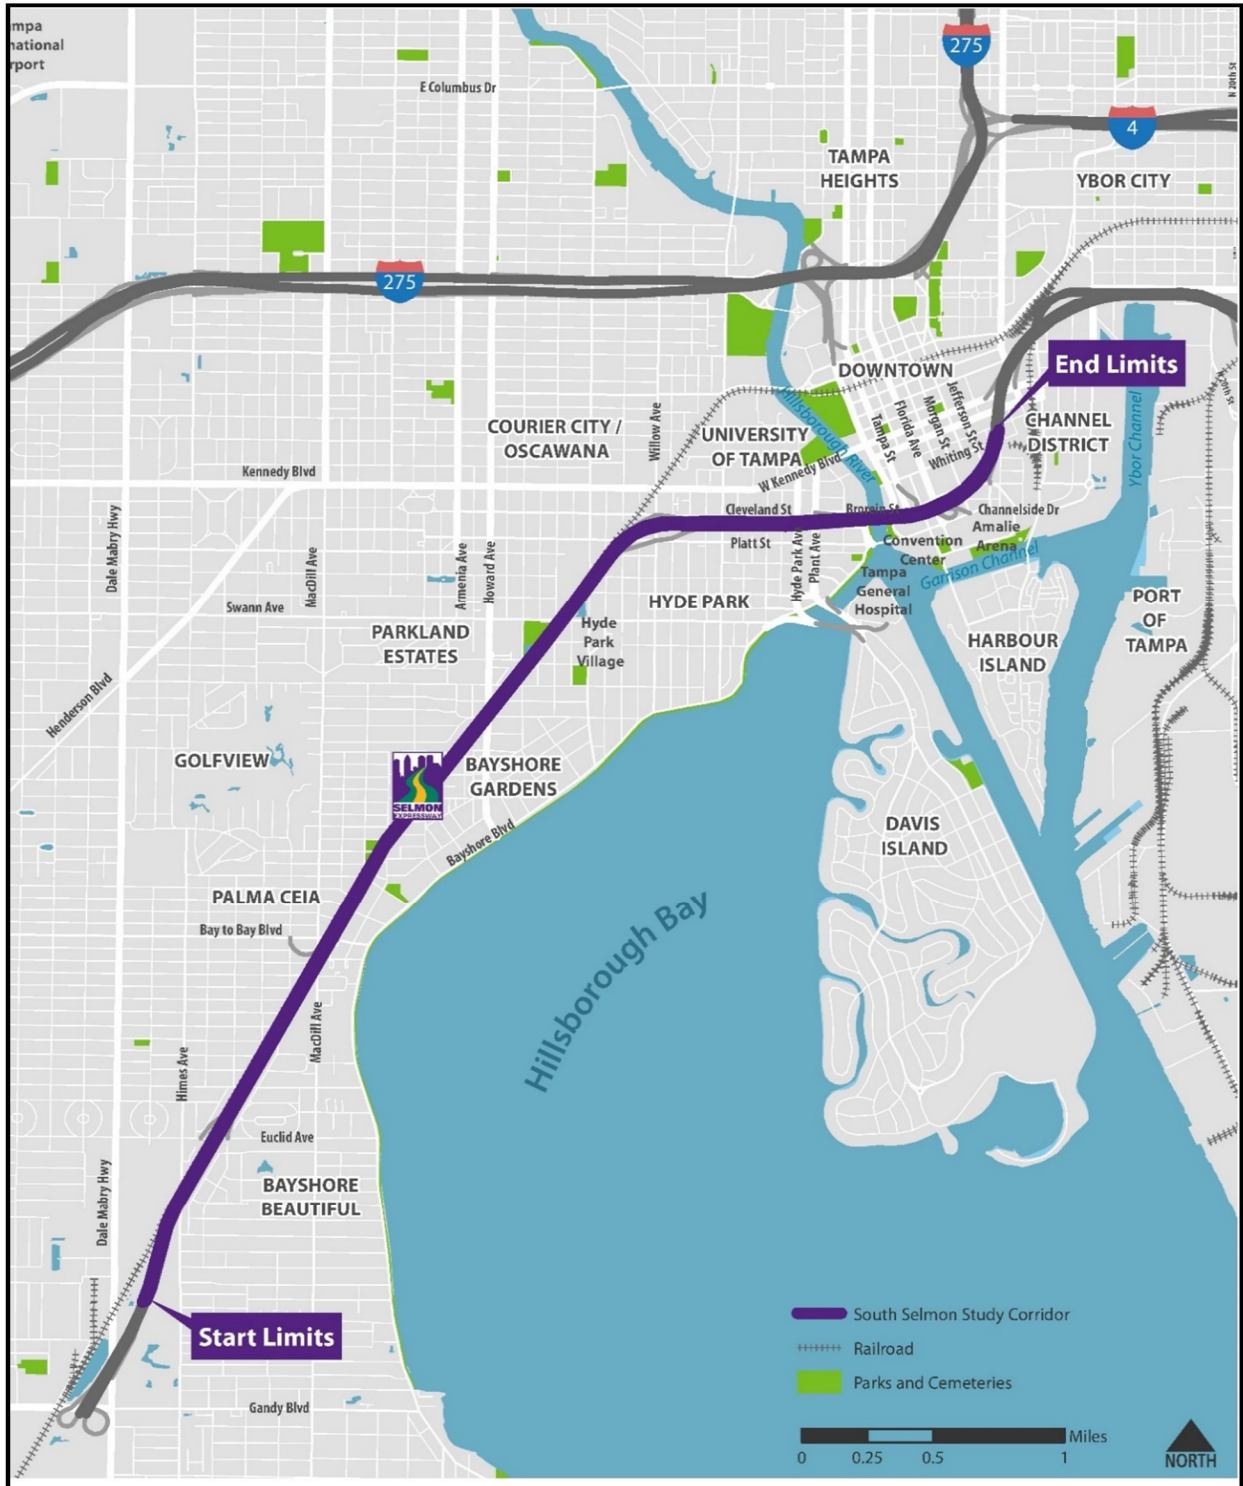 mpa
national
rport
275
N 20th St
E Columbus Dr
4
TAMPA
HEIGHTS
YBOR CITY
275
End Limits
DOWNTOWN
Hillsborough River
Jefferson St
Morgan St
Florida Ave
Tampa St
Whiting St
CHANNEL
DISTRICT
Ybor Channel
N 20th St
Willow Ave
COURIER CITY /
OSCAWANA
UNIVERSITY
OF TAMPA
W Kennedy Blvd
Kennedy Blvd
Cleveland St
Brorein St
Channelside Dr
Platt St
Amalie
Arena
Convention
Center
Garrison Channel
Dale Mabry Hwy
MacDill Ave
Armenia Ave
Howard Ave
Hyde Park Ave
Plant Ave
Tampa
General
Hospital
Swann Ave
HYDE PARK
PORT
OF
TAMPA
PARKLAND
ESTATES
Hyde
Park
Village
HARBOUR
ISLAND
Henderson Blvd
GOLFVIEW
BAYSHORE
GARDENS
SELMON
EXPRESSWAY
Bayshore Blvd
DAVIS
ISLAND
PALMA CEIA
Bay to Bay Blvd
Hillsborough Bay
MacDill Ave
Himes Ave
Euclid Ave
Dale Mabry Hwy
BAYSHORE
BEAUTIFUL
Start Limits
South Selmon Study Corridor
Railroad
Parks and Cemeteries
Gandy Blvd
Miles
0 0.25 0.5 1
NORTH